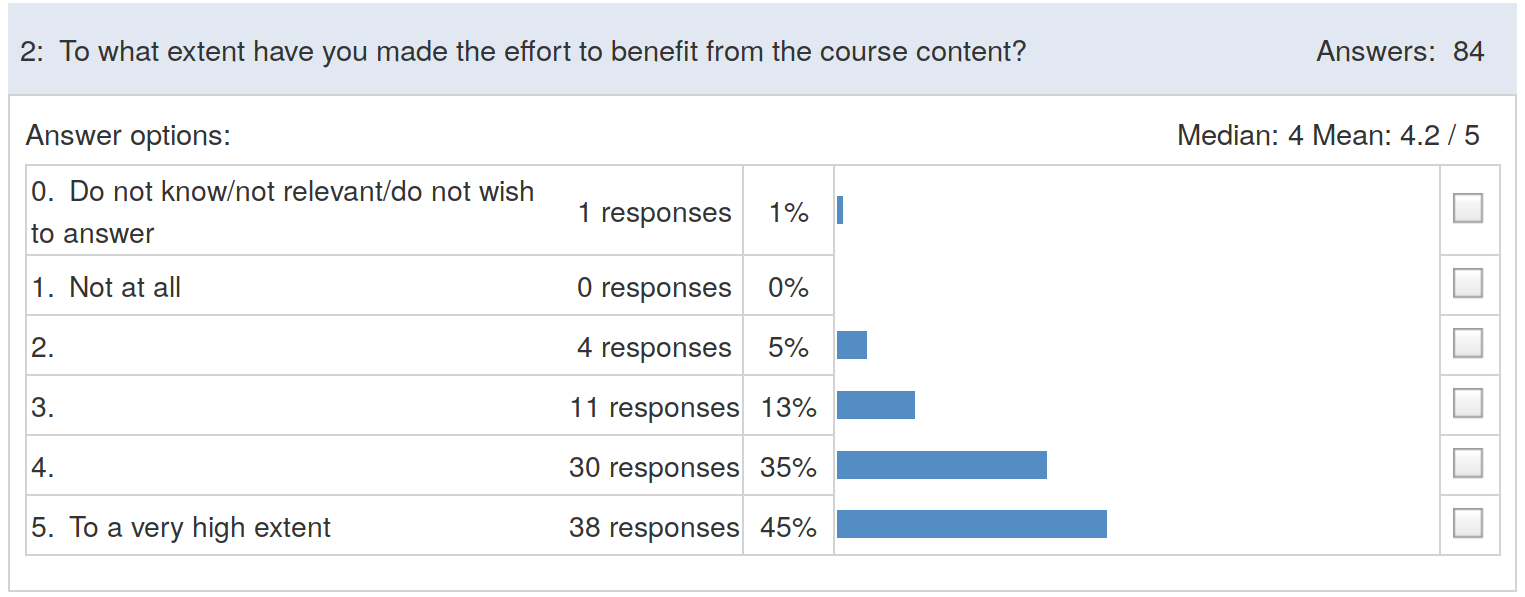 2: To what extent have you made the effort to benefit from the course content? Answers: 84
Answer options: Median: 4 Mean: 4.2 / 5
0. Do not know/not relevant/do not wish
to answer 1 responses 1%
1. Not at all 0 responses 0%
2. 4 responses 5%
3. 11 responses 13%
4. 30 responses 35%
5. To a very high extent 38 responses 45%